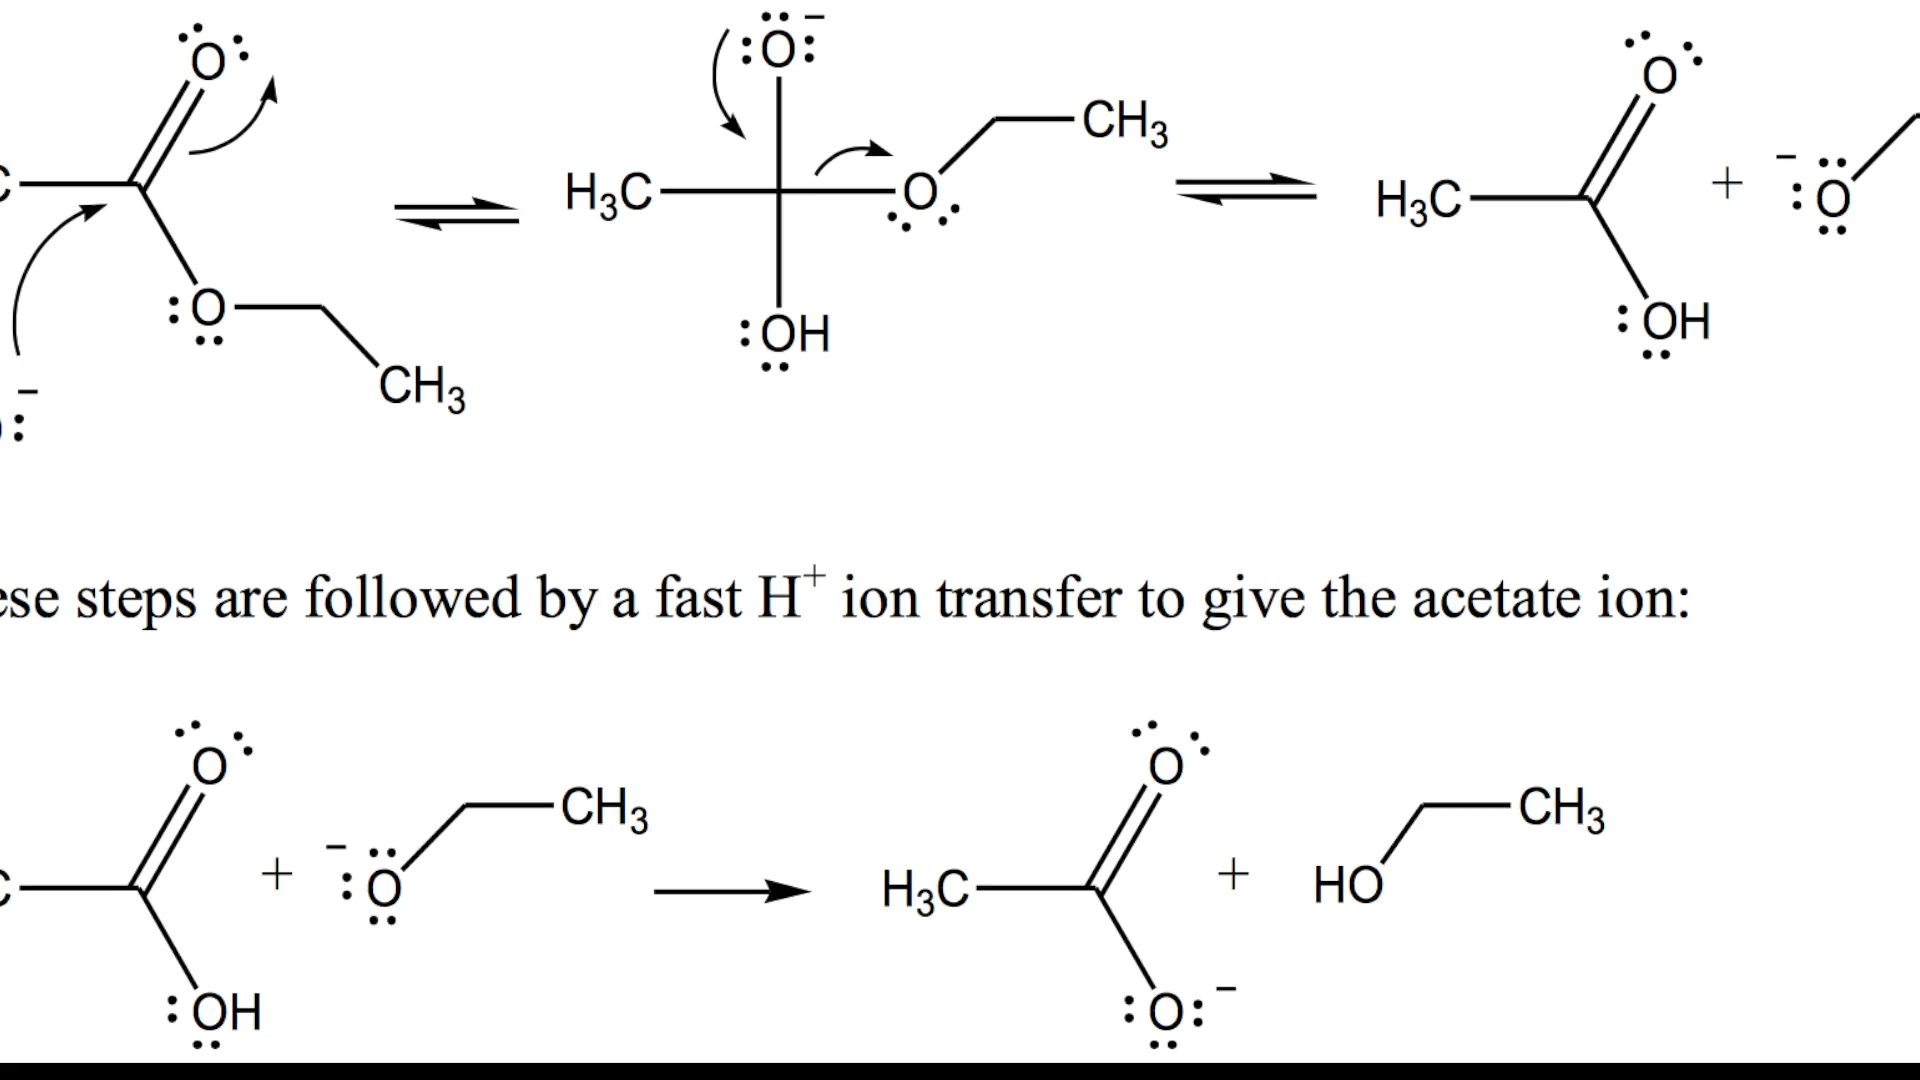 O O⁻
CH₃ O
C H₃C O H₃C + ⁻O
O OH OH
CH₃
ese steps are followed by a fast H⁺ ion transfer to give the acetate ion:
O O
CH₃ CH₃
C + ⁻O H₃C + HO
OH O⁻